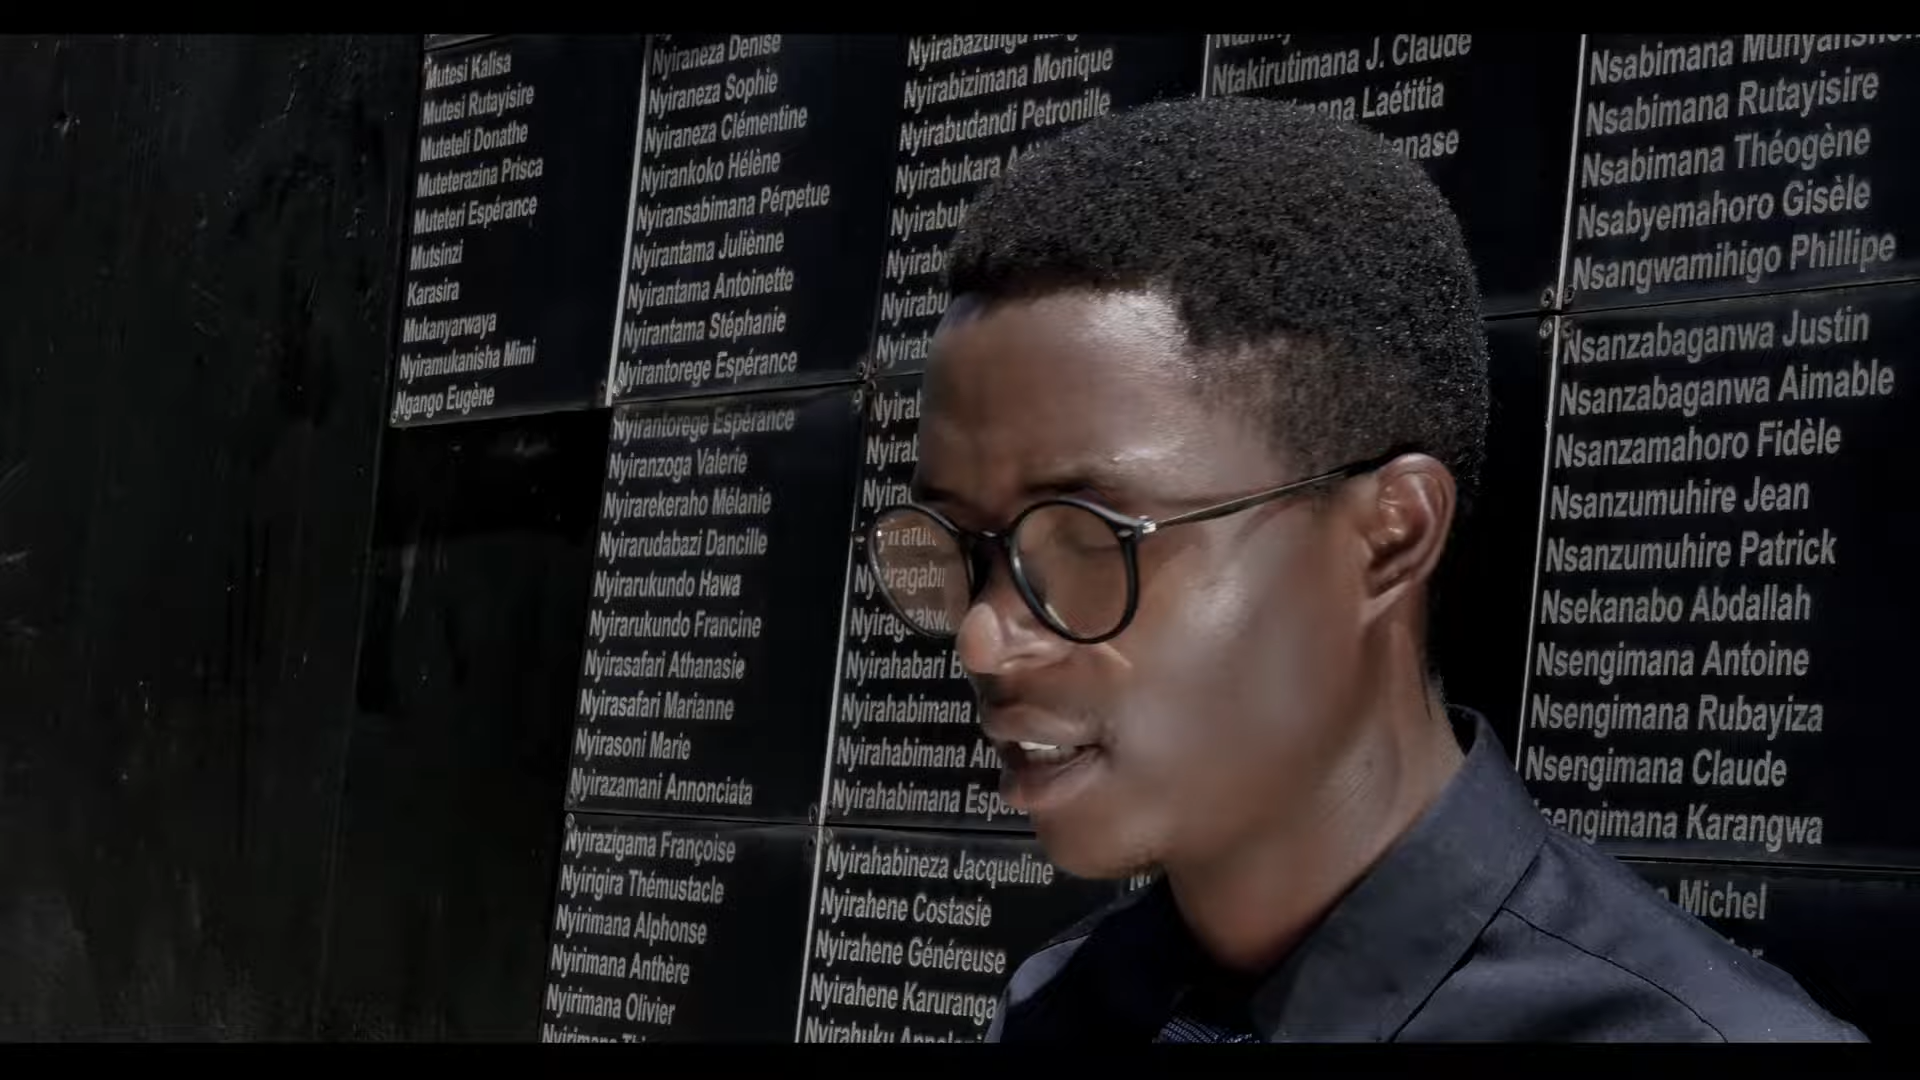 Mutesi Kalisa
Mutesi Rutayisire
Muteteli Donathe
Muteterazina Prisca
Muteteri Espérance
Mutsinzi
Karasira
Mukanyarwaya
Nyiramukanisha Mimi
Ngango Eugène
Nyiraneza Denise
Nyiraneza Sophie
Nyiraneza Clémentine
Nyirankoko Hélène
Nyiransabimana Pérpetue
Nyirantama Juliènne
Nyirantama Antoinette
Nyirantama Stéphanie
Nyirantorege Espérance
Nyirantorege Espérance
Nyiranzoga Valerie
Nyirarekeraho Mélanie
Nyirarudabazi Dancille
Nyirarukundo Hawa
Nyirarukundo Francine
Nyirasafari Athanasie
Nyirasafari Marianne
Nyirasoni Marie
Nyirazamani Annonciata
Nyirazigama Françoise
Nyirigira Thémustacle
Nyirimana Alphonse
Nyirimana Anthère
Nyirimana Olivier
Nyirimana
Nyirabizimana Monique
Nyirabudandi Petronille
Nyirabukara
Nyirahabari
Nyirahabimana
Nyirahabimana
Nyirahabimana
Nyirahabineza Jacqueline
Nyirahene Costasie
Nyirahene Généreuse
Nyirahene Karuranga
Ntakirutimana J. Claude
Laétitia
Nsabimana
Nsabimana Rutayisire
Nsabimana Théogène
Nsabyemahoro Gisèle
Nsangwamihigo Phillipe
Nsanzabaganwa Justin
Nsanzabaganwa Aimable
Nsanzamahoro Fidèle
Nsanzumuhire Jean
Nsanzumuhire Patrick
Nsekanabo Abdallah
Nsengimana Antoine
Nsengimana Rubayiza
Nsengimana Claude
Nsengimana Karangwa
Michel